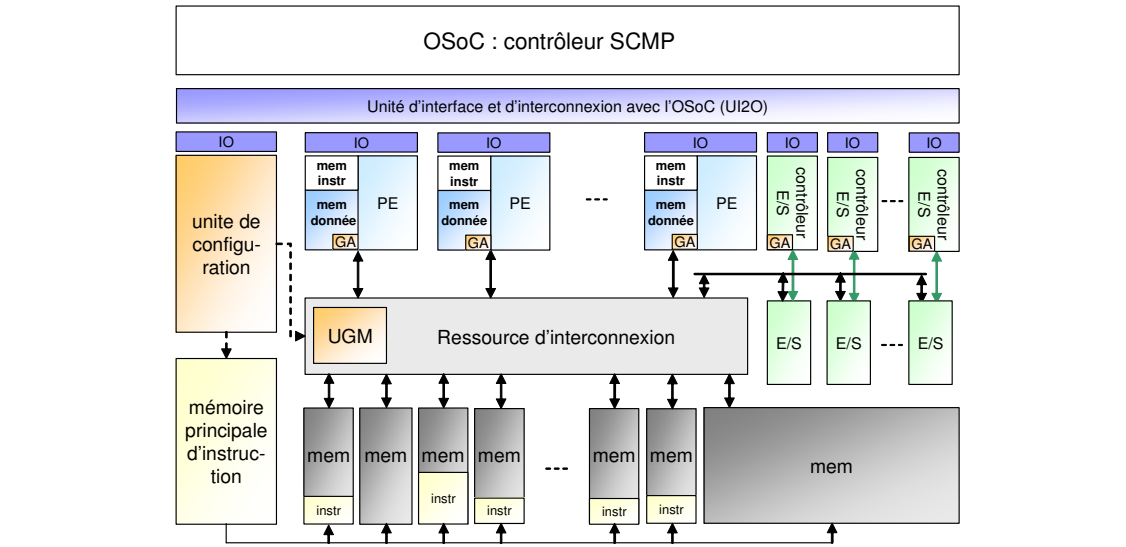 OSoC : contrôleur SCMP
Unité d'interface et d'interconnexion avec l'OSoC (UI2O)
IO
IO
IO
IO
IO
IO
IO
unite de
configu-
ration
mem
instr
mem
donnée
GA
PE
mem
instr
mem
donnée
GA
PE
mem
instr
mem
donnée
GA
PE
contrôleur
E/S
GA
contrôleur
E/S
GA
contrôleur
E/S
GA
UGM
Ressource d'interconnexion
E/S
E/S
E/S
mémoire
principale
d'instruc-
tion
mem
instr
mem
mem
instr
mem
instr
mem
instr
mem
instr
mem